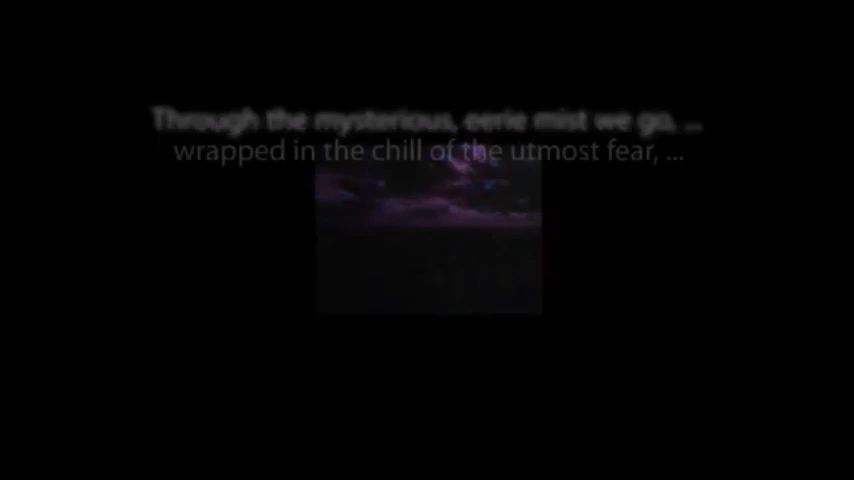 Through the mysterious, eerie mist we go, ...
wrapped in the chill of the utmost fear, ...